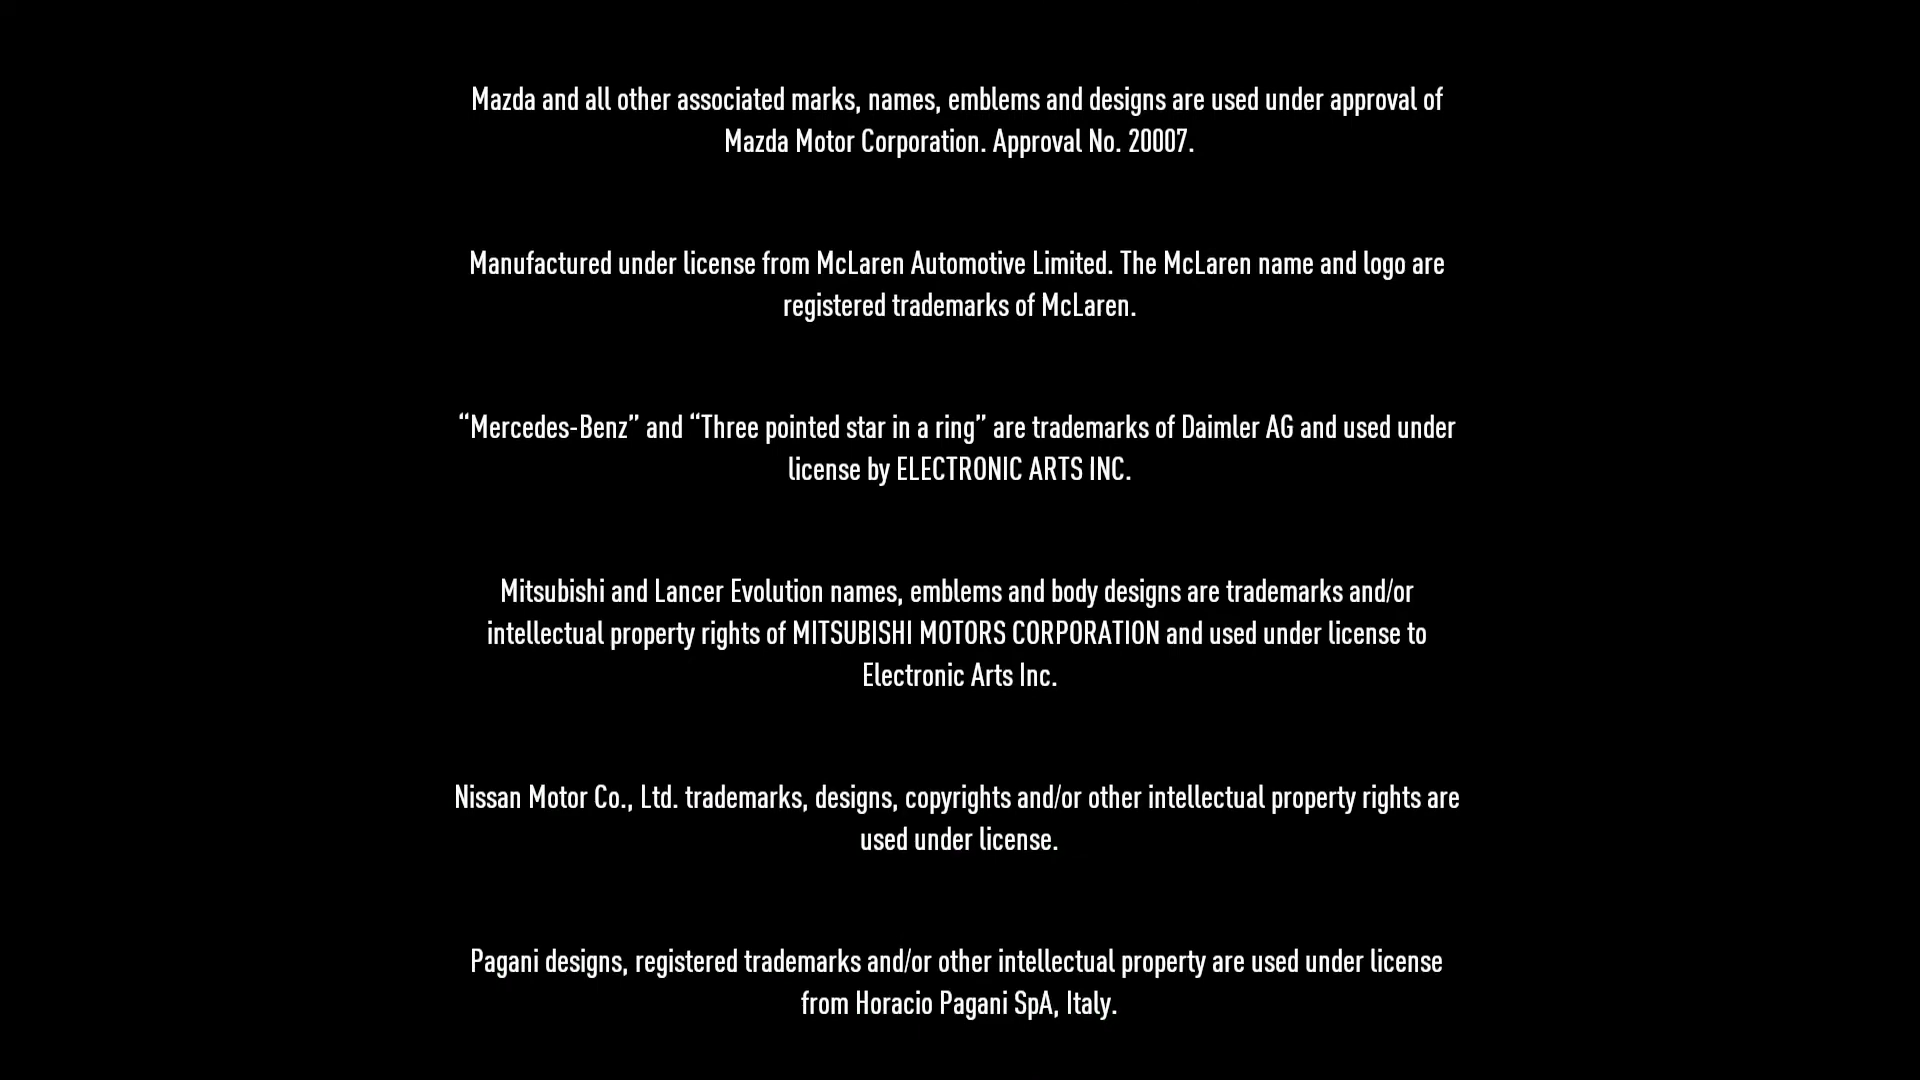 Mazda and all other associated marks, names, emblems and designs are used under approval of
Mazda Motor Corporation. Approval No. 20007.
Manufactured under license from McLaren Automotive Limited. The McLaren name and logo are
registered trademarks of McLaren.
“Mercedes-Benz” and “Three pointed star in a ring” are trademarks of Daimler AG and used under
license by ELECTRONIC ARTS INC.
Mitsubishi and Lancer Evolution names, emblems and body designs are trademarks and/or
intellectual property rights of MITSUBISHI MOTORS CORPORATION and used under license to
Electronic Arts Inc.
Nissan Motor Co., Ltd. trademarks, designs, copyrights and/or other intellectual property rights are
used under license.
Pagani designs, registered trademarks and/or other intellectual property are used under license
from Horacio Pagani SpA, Italy.